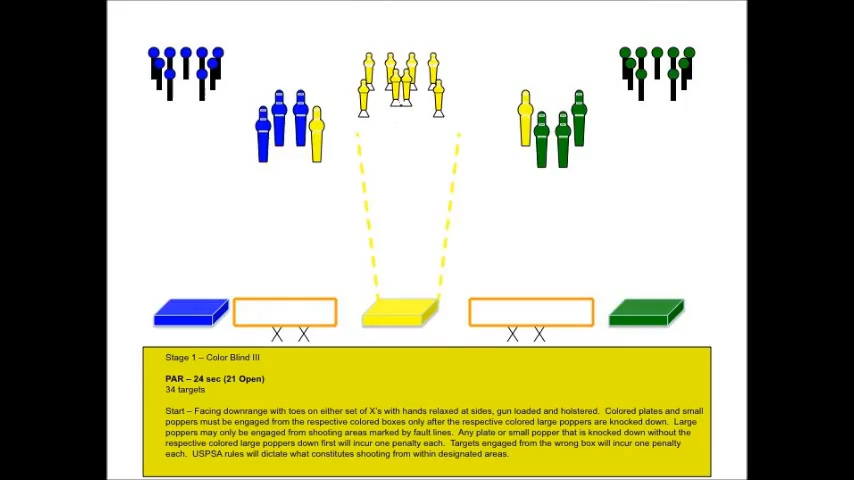 X X X X
Stage 1 – Color Blind III
PAR – 24 sec (21 Open)
34 targets
Start – Facing downrange with toes on either set of X's with hands relaxed at sides, gun loaded and holstered. Colored plates and small
poppers must be engaged from the respective colored boxes only after the respective colored large poppers are knocked down. Large
poppers may only be engaged from shooting areas marked by fault lines. Any plate or small popper that is knocked down without the
respective colored large poppers down first will incur one penalty each. Targets engaged from the wrong box will incur one penalty
each. USPSA rules will dictate what constitutes shooting from within designated areas.